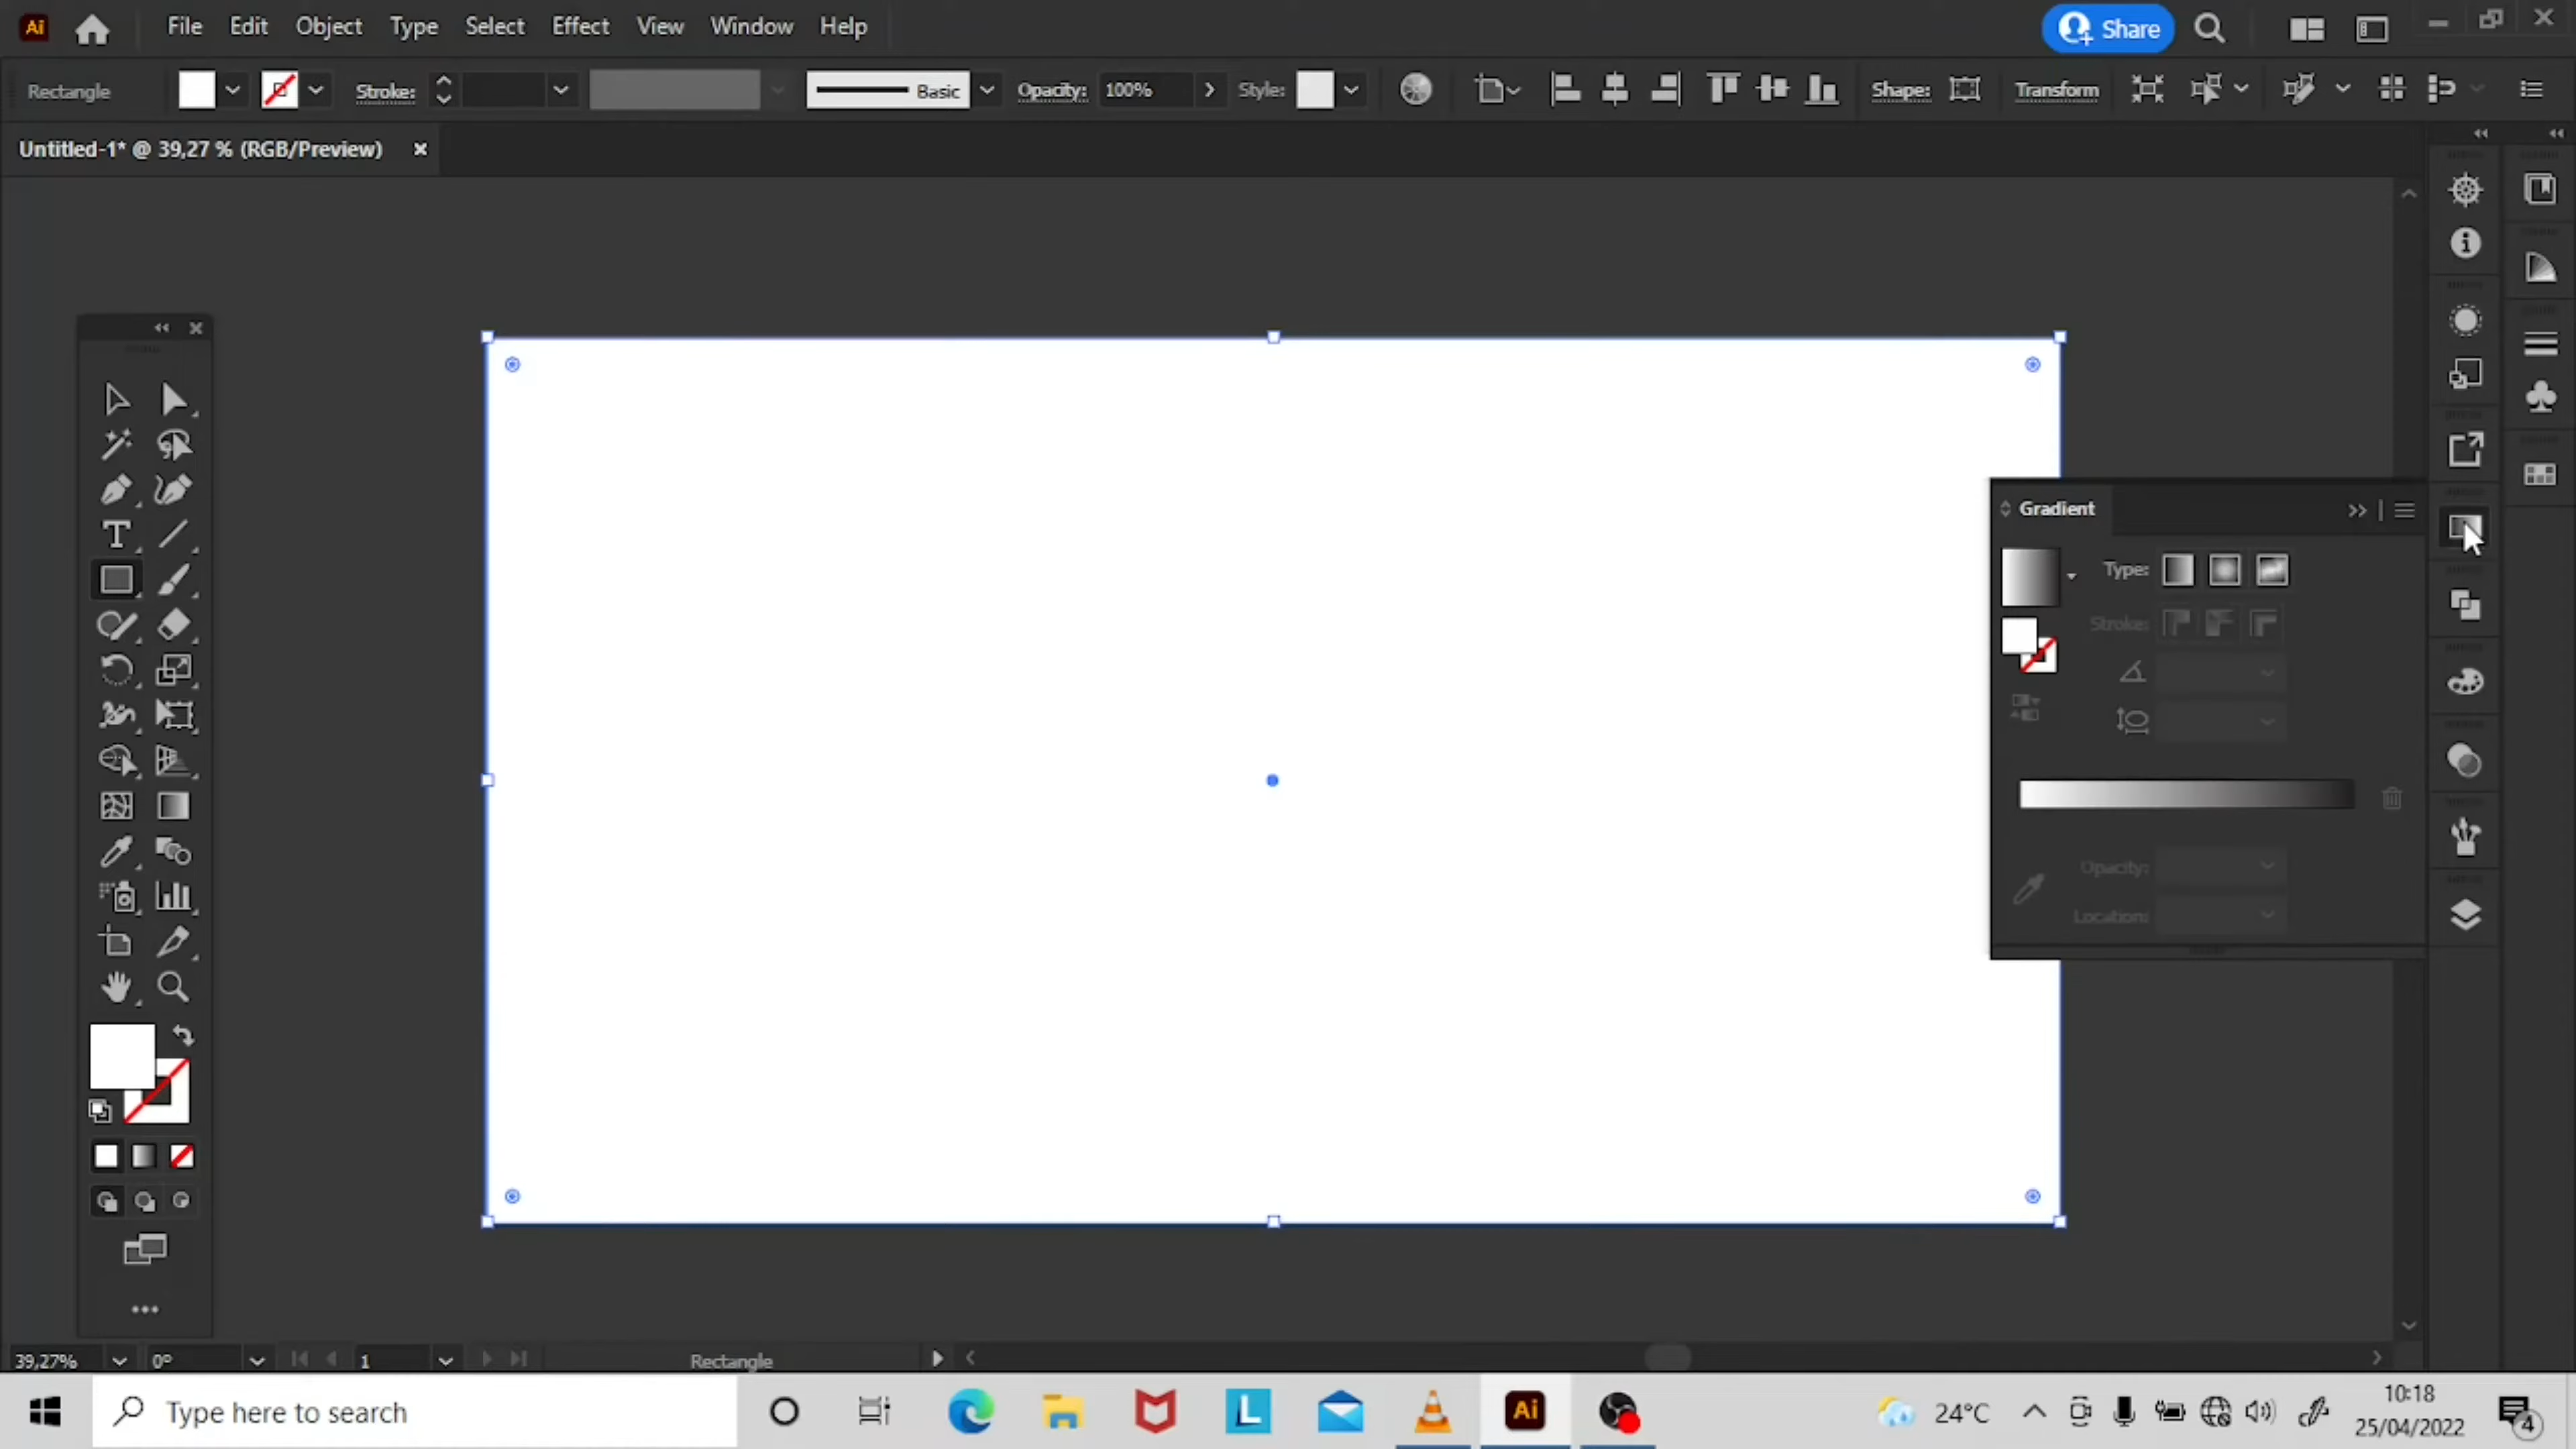 Ai File Edit Object Type Select Effect View Window Help Share
Rectangle Stroke: Basic Opacity: 100% Style: Shape: Transform
Untitled-1* @ 39,27 % (RGB/Preview)
Gradient
Type:
Stroke:
Opacity:
Location:
T
39,27% 0° 1 Rectangle
Type here to search
L
Ai
24°C
10:18
25/04/2022
4